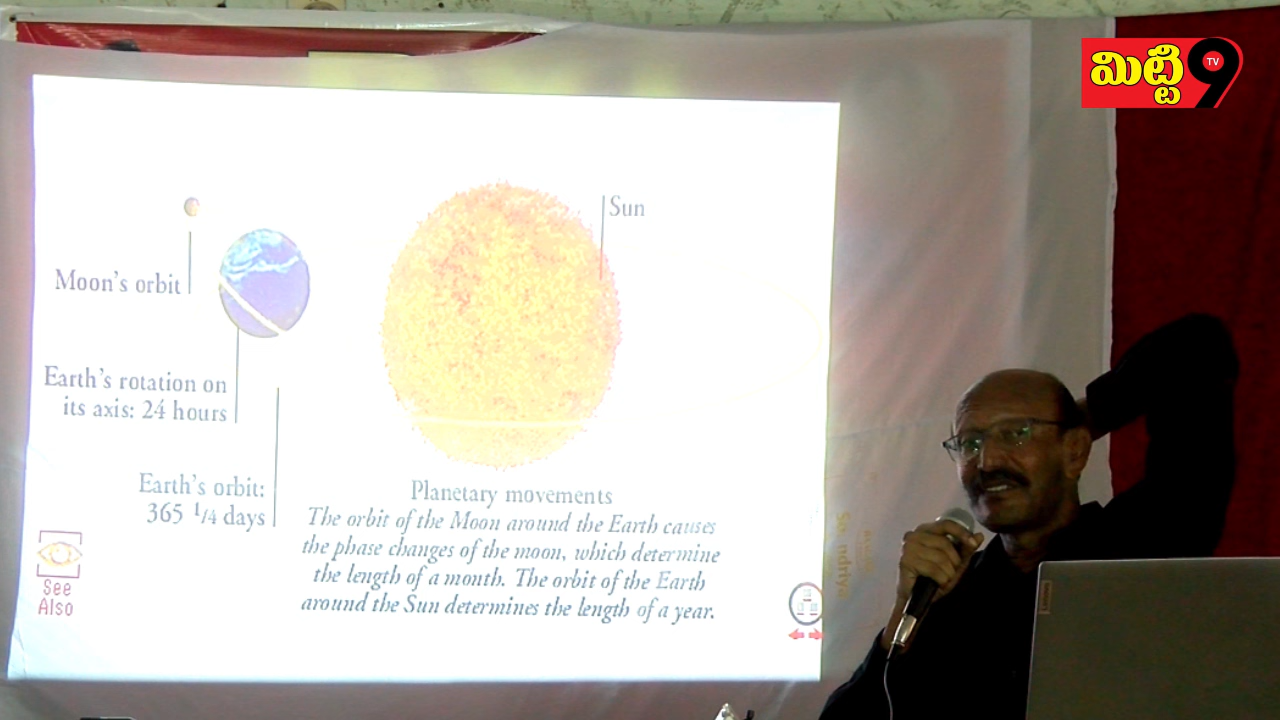 మిట్టి 9
TV
Sun
Moon's orbit
Earth's rotation on
its axis: 24 hours
Earth's orbit:
365 1/4 days
Planetary movements
The orbit of the Moon around the Earth causes
the phase changes of the moon, which determine
the length of a month. The orbit of the Earth
around the Sun determines the length of a year.
See
Also